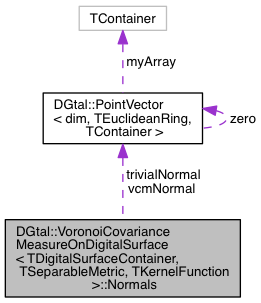 TContainer
myArray
DGtal::PointVector
< dim, TEuclideanRing,
TContainer >
zero
trivialNormal
vcmNormal
DGtal::VoronoiCovariance
MeasureOnDigitalSurface
< TDigitalSurfaceContainer,
TSeparableMetric, TKernelFunction
>::Normals